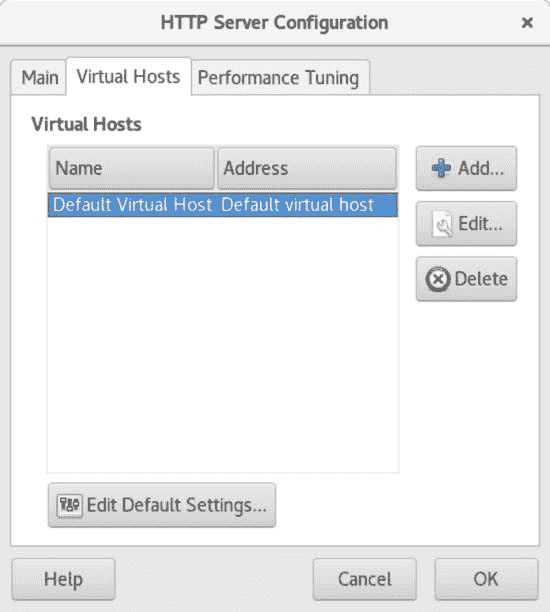 HTTP Server Configuration
Main Virtual Hosts Performance Tuning
Virtual Hosts
Name Address
Add...
Default Virtual Host Default virtual host
Edit...
Delete
Edit Default Settings...
Help Cancel OK